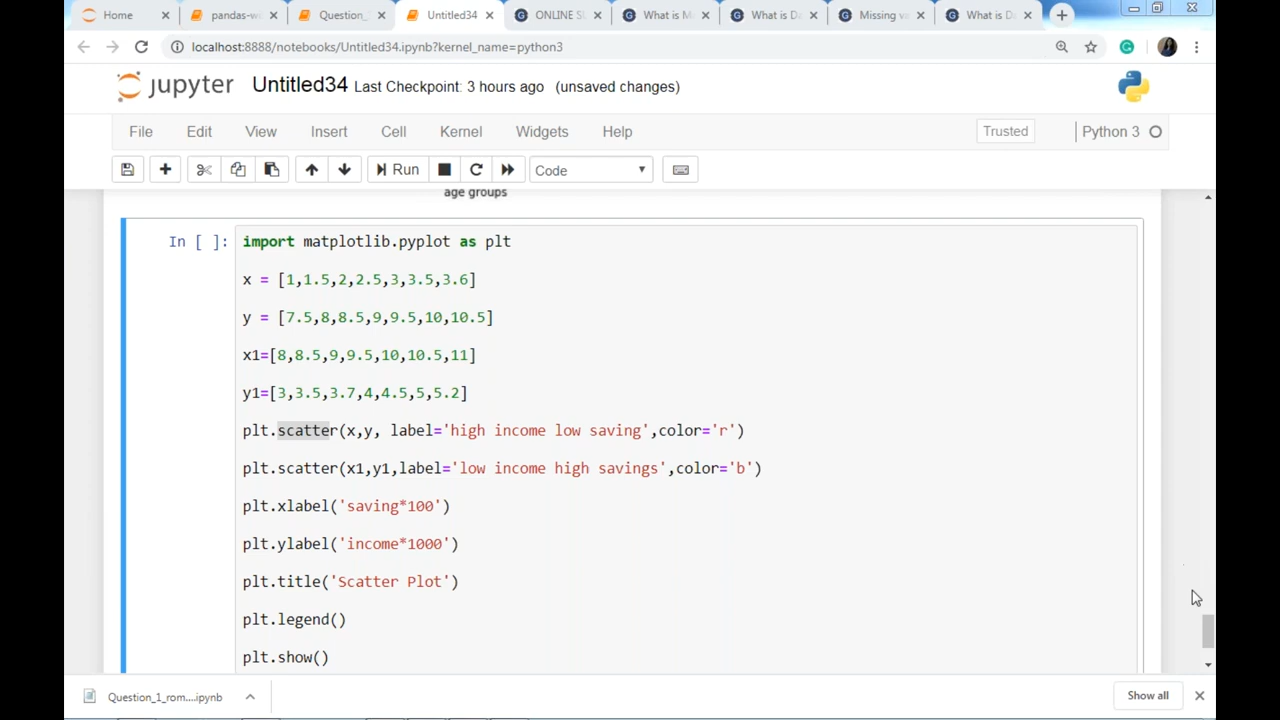 Home
pandas-wi
Question_
Untitled34
ONLINE S
What is M
What is Da
Missing va
What is Da
localhost:8888/notebooks/Untitled34.ipynb?kernel_name=python3
jupyter Untitled34 Last Checkpoint: 3 hours ago (unsaved changes)
File Edit View Insert Cell Kernel Widgets Help Trusted Python 3
Run Code
age groups
In [ ]: import matplotlib.pyplot as plt
x = [1,1.5,2,2.5,3,3.5,3.6]
y = [7.5,8,8.5,9,9.5,10,10.5]
x1=[8,8.5,9,9.5,10,10.5,11]
y1=[3,3.5,3.7,4,4.5,5,5.2]
plt.scatter(x,y, label='high income low saving',color='r')
plt.scatter(x1,y1,label='low income high savings',color='b')
plt.xlabel('saving*100')
plt.ylabel('income*1000')
plt.title('Scatter Plot')
plt.legend()
plt.show()
Question_1_rom....ipynb
Show all